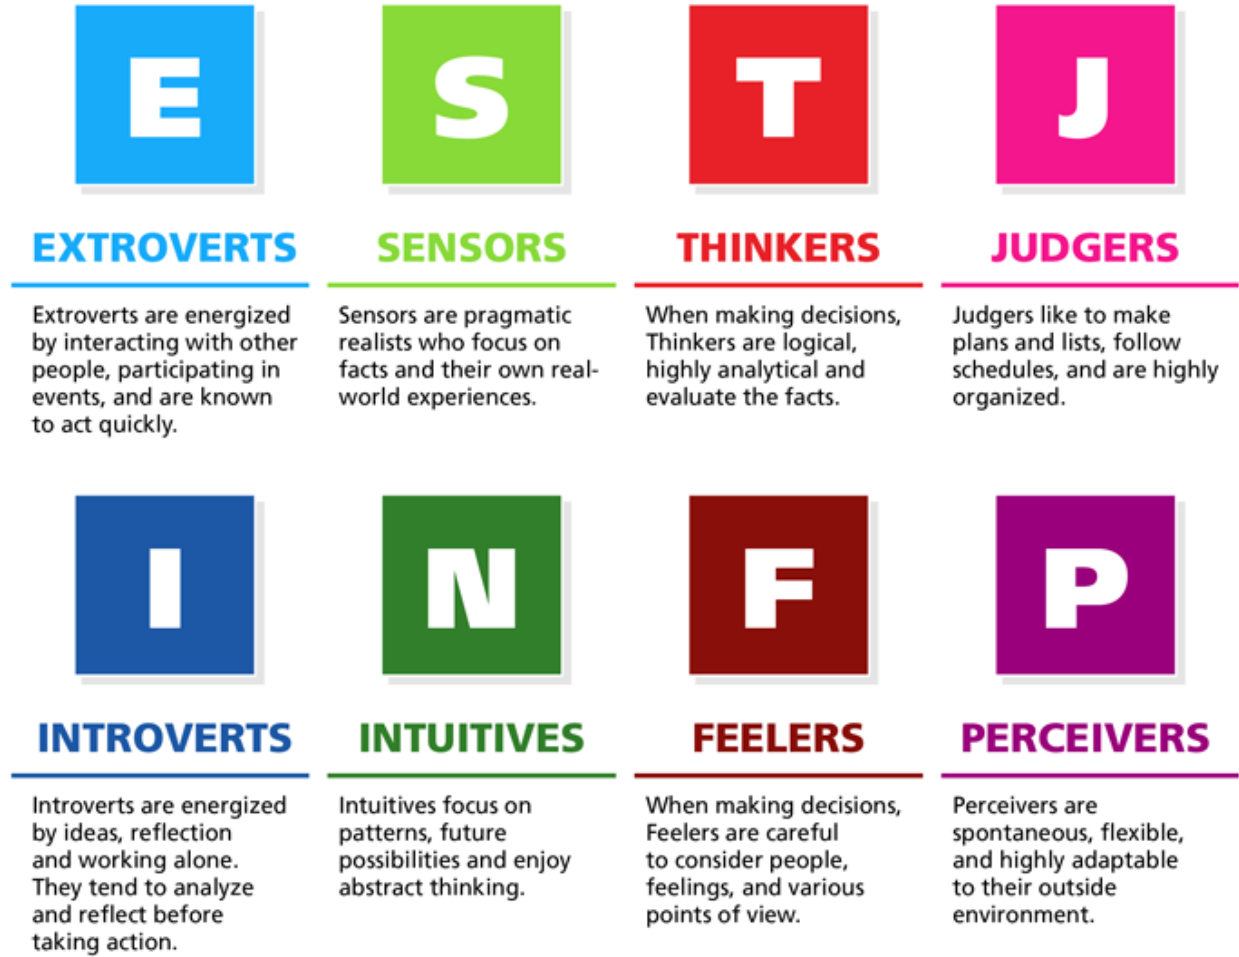 E
S
T
J
EXTROVERTS
SENSORS
THINKERS
JUDGERS
Extroverts are energized
by interacting with other
people, participating in
events, and are known
to act quickly.
Sensors are pragmatic
realists who focus on
facts and their own real-
world experiences.
When making decisions,
Thinkers are logical,
highly analytical and
evaluate the facts.
Judgers like to make
plans and lists, follow
schedules, and are highly
organized.
I
N
F
P
INTROVERTS
INTUITIVES
FEELERS
PERCEIVERS
Introverts are energized
by ideas, reflection
and working alone.
They tend to analyze
and reflect before
taking action.
Intuitives focus on
patterns, future
possibilities and enjoy
abstract thinking.
When making decisions,
Feelers are careful
to consider people,
feelings, and various
points of view.
Perceivers are
spontaneous, flexible,
and highly adaptable
to their outside
environment.